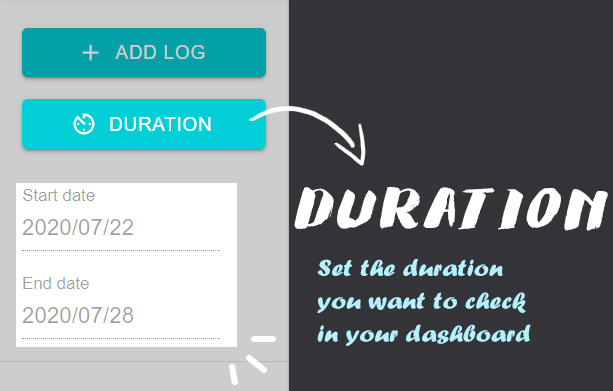 ADD LOG
DURATION
Start date
2020/07/22
End date
2020/07/28
DURATION
Set the duration
you want to check
in your dashboard